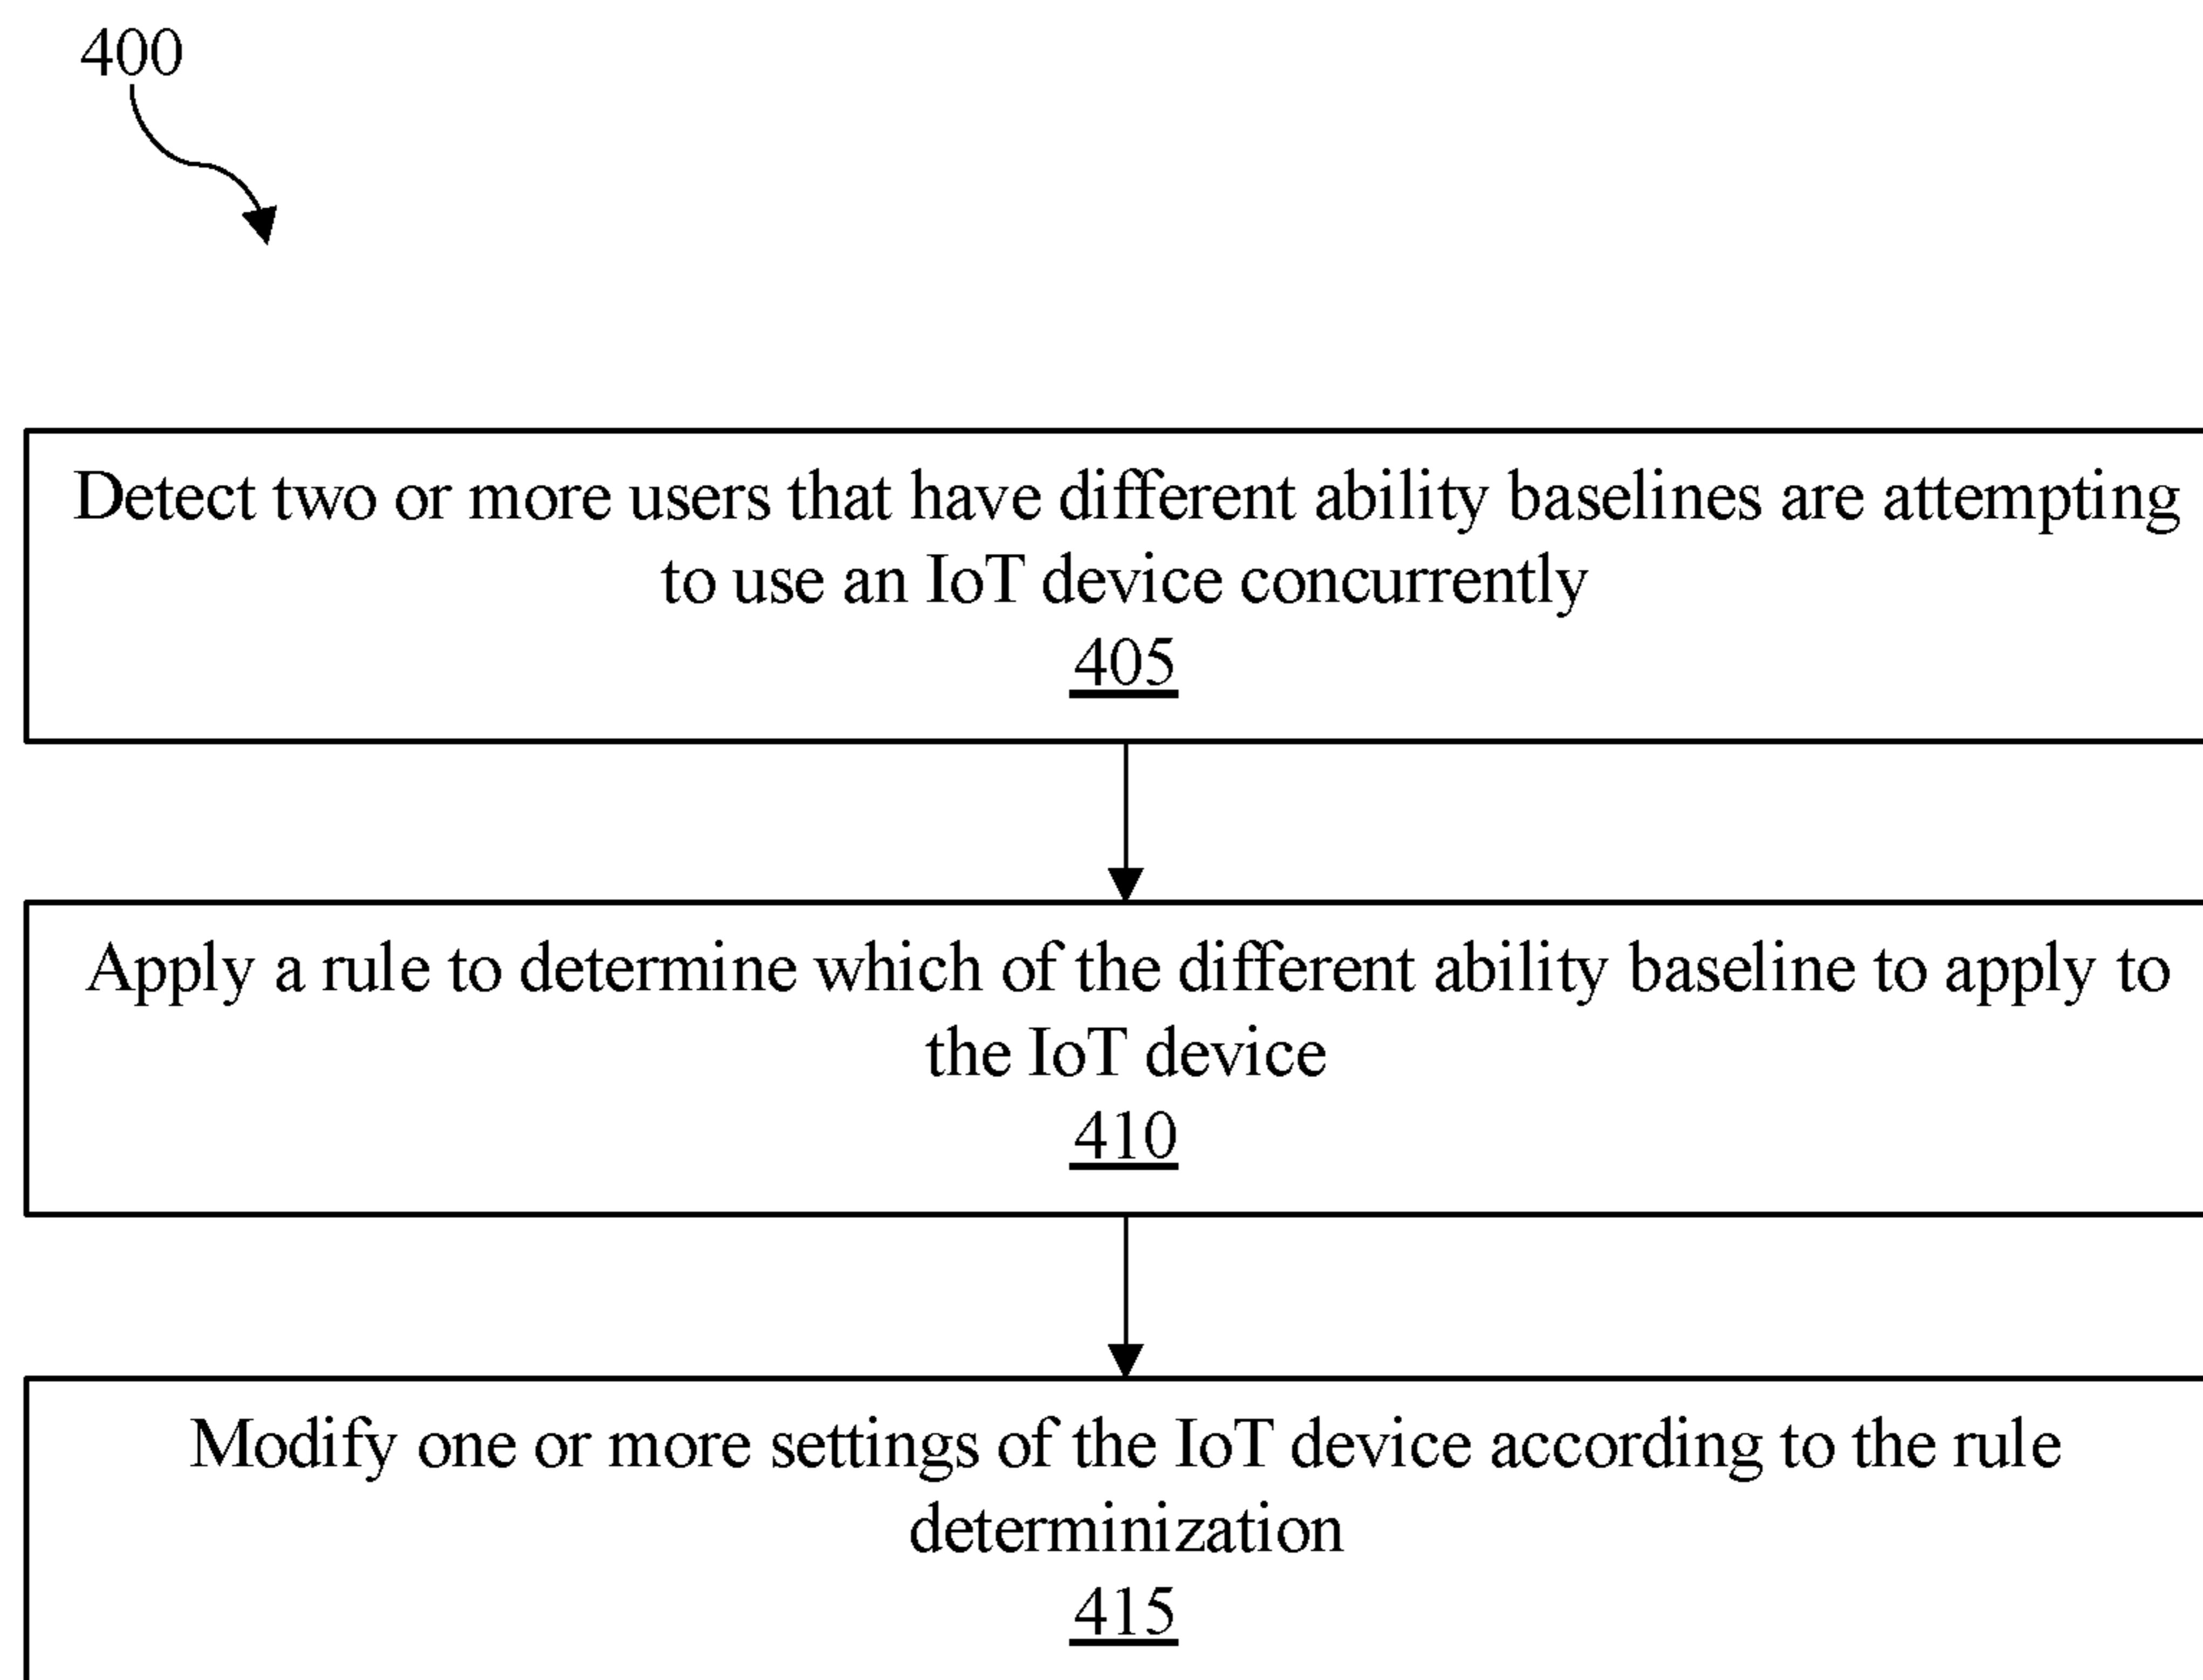 400
Detect two or more users that have different ability baselines are attempting
to use an IoT device concurrently
405
Apply a rule to determine which of the different ability baseline to apply to
the IoT device
410
Modify one or more settings of the IoT device according to the rule
determinization
415